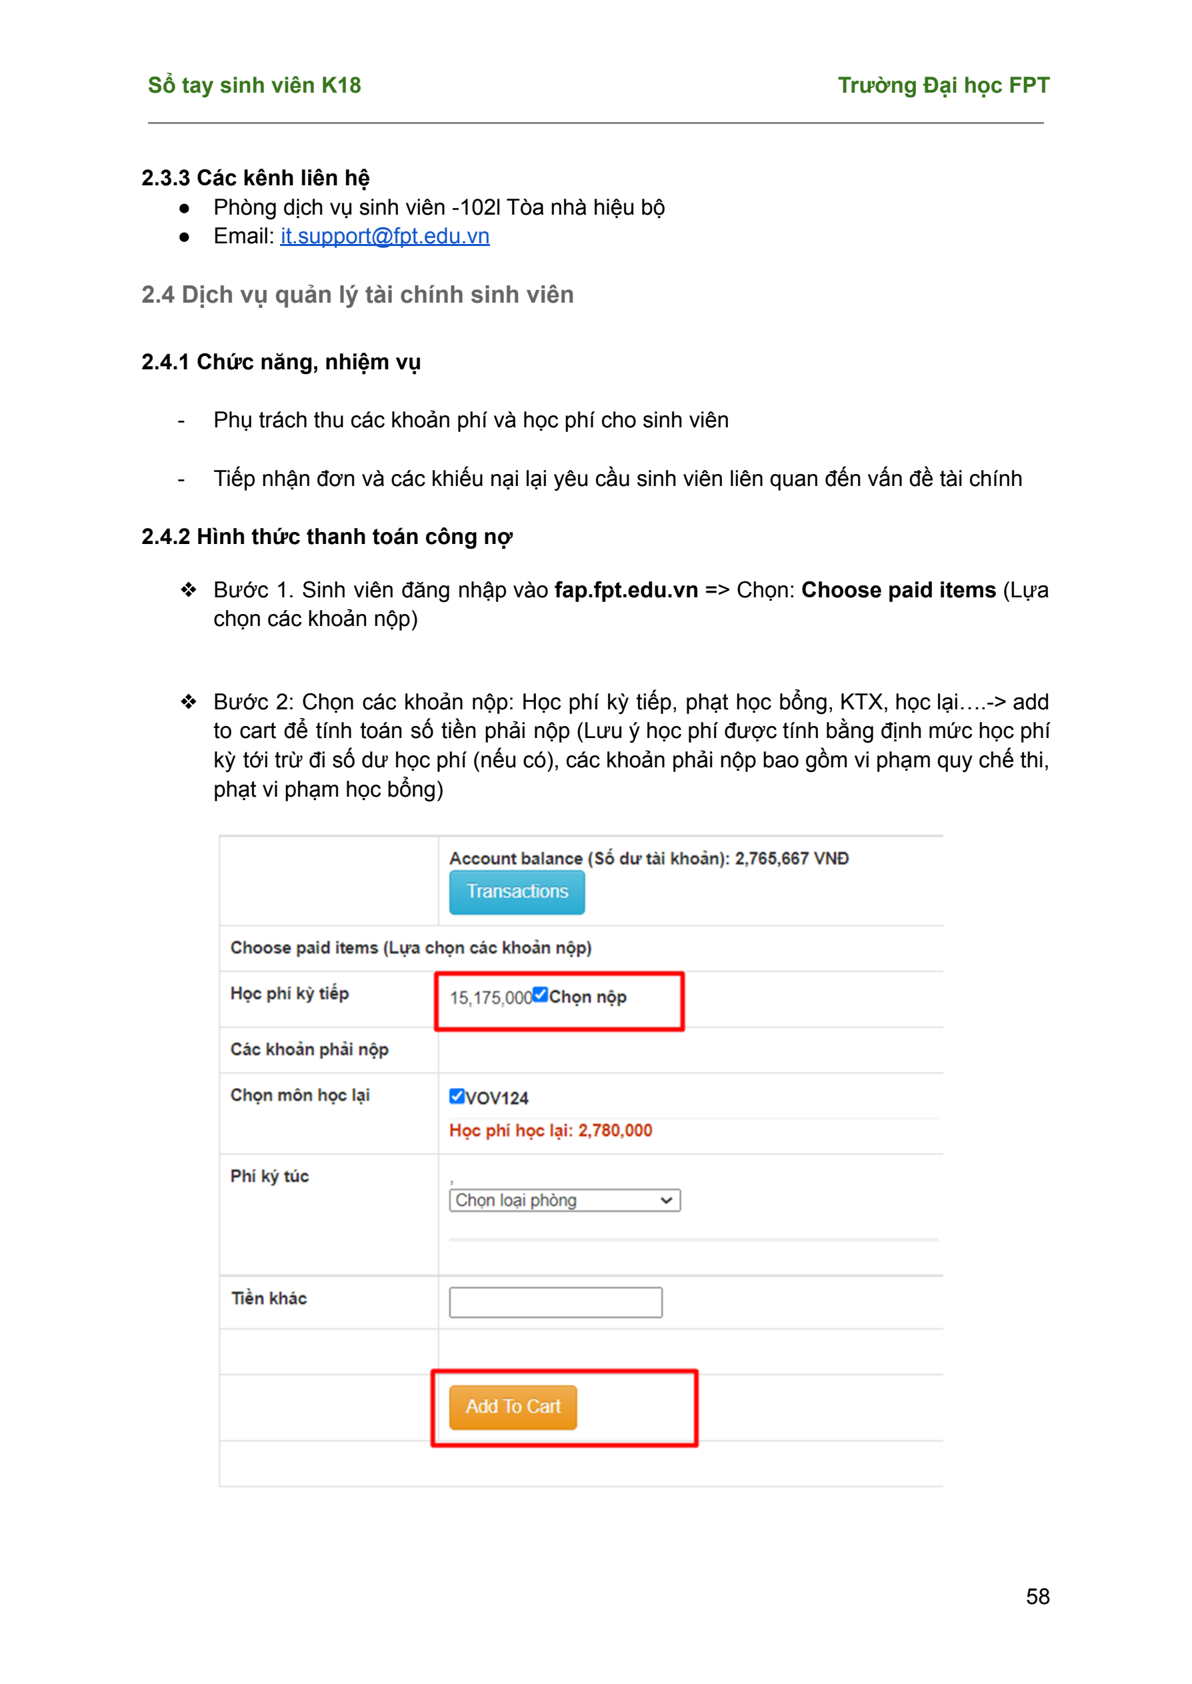 Sổ tay sinh viên K18 Trường Đại học FPT
2.3.3 Các kênh liên hệ
● Phòng dịch vụ sinh viên -102l Tòa nhà hiệu bộ
● Email: it.support@fpt.edu.vn
2.4 Dịch vụ quản lý tài chính sinh viên
2.4.1 Chức năng, nhiệm vụ
- Phụ trách thu các khoản phí và học phí cho sinh viên
- Tiếp nhận đơn và các khiếu nại lại yêu cầu sinh viên liên quan đến vấn đề tài chính
2.4.2 Hình thức thanh toán công nợ
❖ Bước 1. Sinh viên đăng nhập vào fap.fpt.edu.vn => Chọn: Choose paid items (Lựa
chọn các khoản nộp)
❖ Bước 2: Chọn các khoản nộp: Học phí kỳ tiếp, phạt học bổng, KTX, học lại….-> add
to cart để tính toán số tiền phải nộp (Lưu ý học phí được tính bằng định mức học phí
kỳ tới trừ đi số dư học phí (nếu có), các khoản phải nộp bao gồm vi phạm quy chế thi,
phạt vi phạm học bổng)
Account balance (Số dư tài khoản): 2,765,667 VNĐ
Transactions
Choose paid items (Lựa chọn các khoản nộp)
Học phí kỳ tiếp 15,175,000 Chọn nộp
Các khoản phải nộp
Chọn môn học lại VOV124
Học phí học lại: 2,780,000
Phí ký túc ,
Chọn loại phòng
Tiền khác
Add To Cart
58